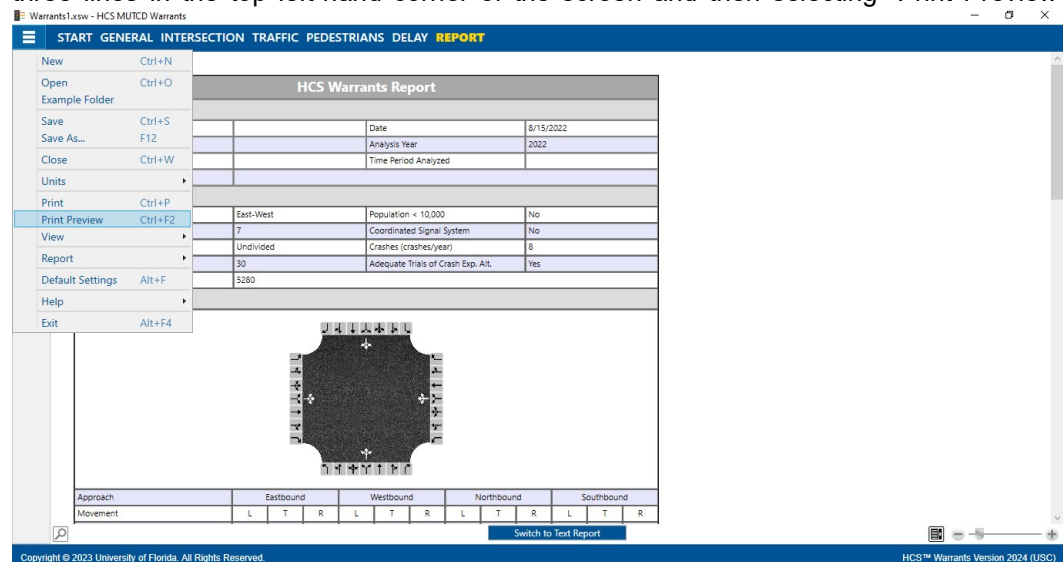 three lines in the top left hand corner of the screen and then selecting Print Preview
Warrants1.xsw - HCS MUTCD Warrants
START GENERAL INTERSECTION TRAFFIC PEDESTRIANS DELAY REPORT
New Ctrl+N
Open Ctrl+O
Example Folder
Save Ctrl+S
Save As... F12
Close Ctrl+W
Units
Print Ctrl+P
Print Preview Ctrl+F2
View
Report
Default Settings Alt+F
Help
Exit Alt+F4
HCS Warrants Report
Date 8/15/2022
Analysis Year 2022
Time Period Analyzed
East-West Population < 10,000 No
7 Coordinated Signal System No
Undivided Crashes (crashes/year) 8
30 Adequate Trials of Crash Exp. Alt. Yes
5280
Approach Eastbound Westbound Northbound Southbound
Movement L T R L T R L T R L T R
Switch to Text Report
Copyright © 2023 University of Florida. All Rights Reserved. HCS™ Warrants Version 2024 (USC)